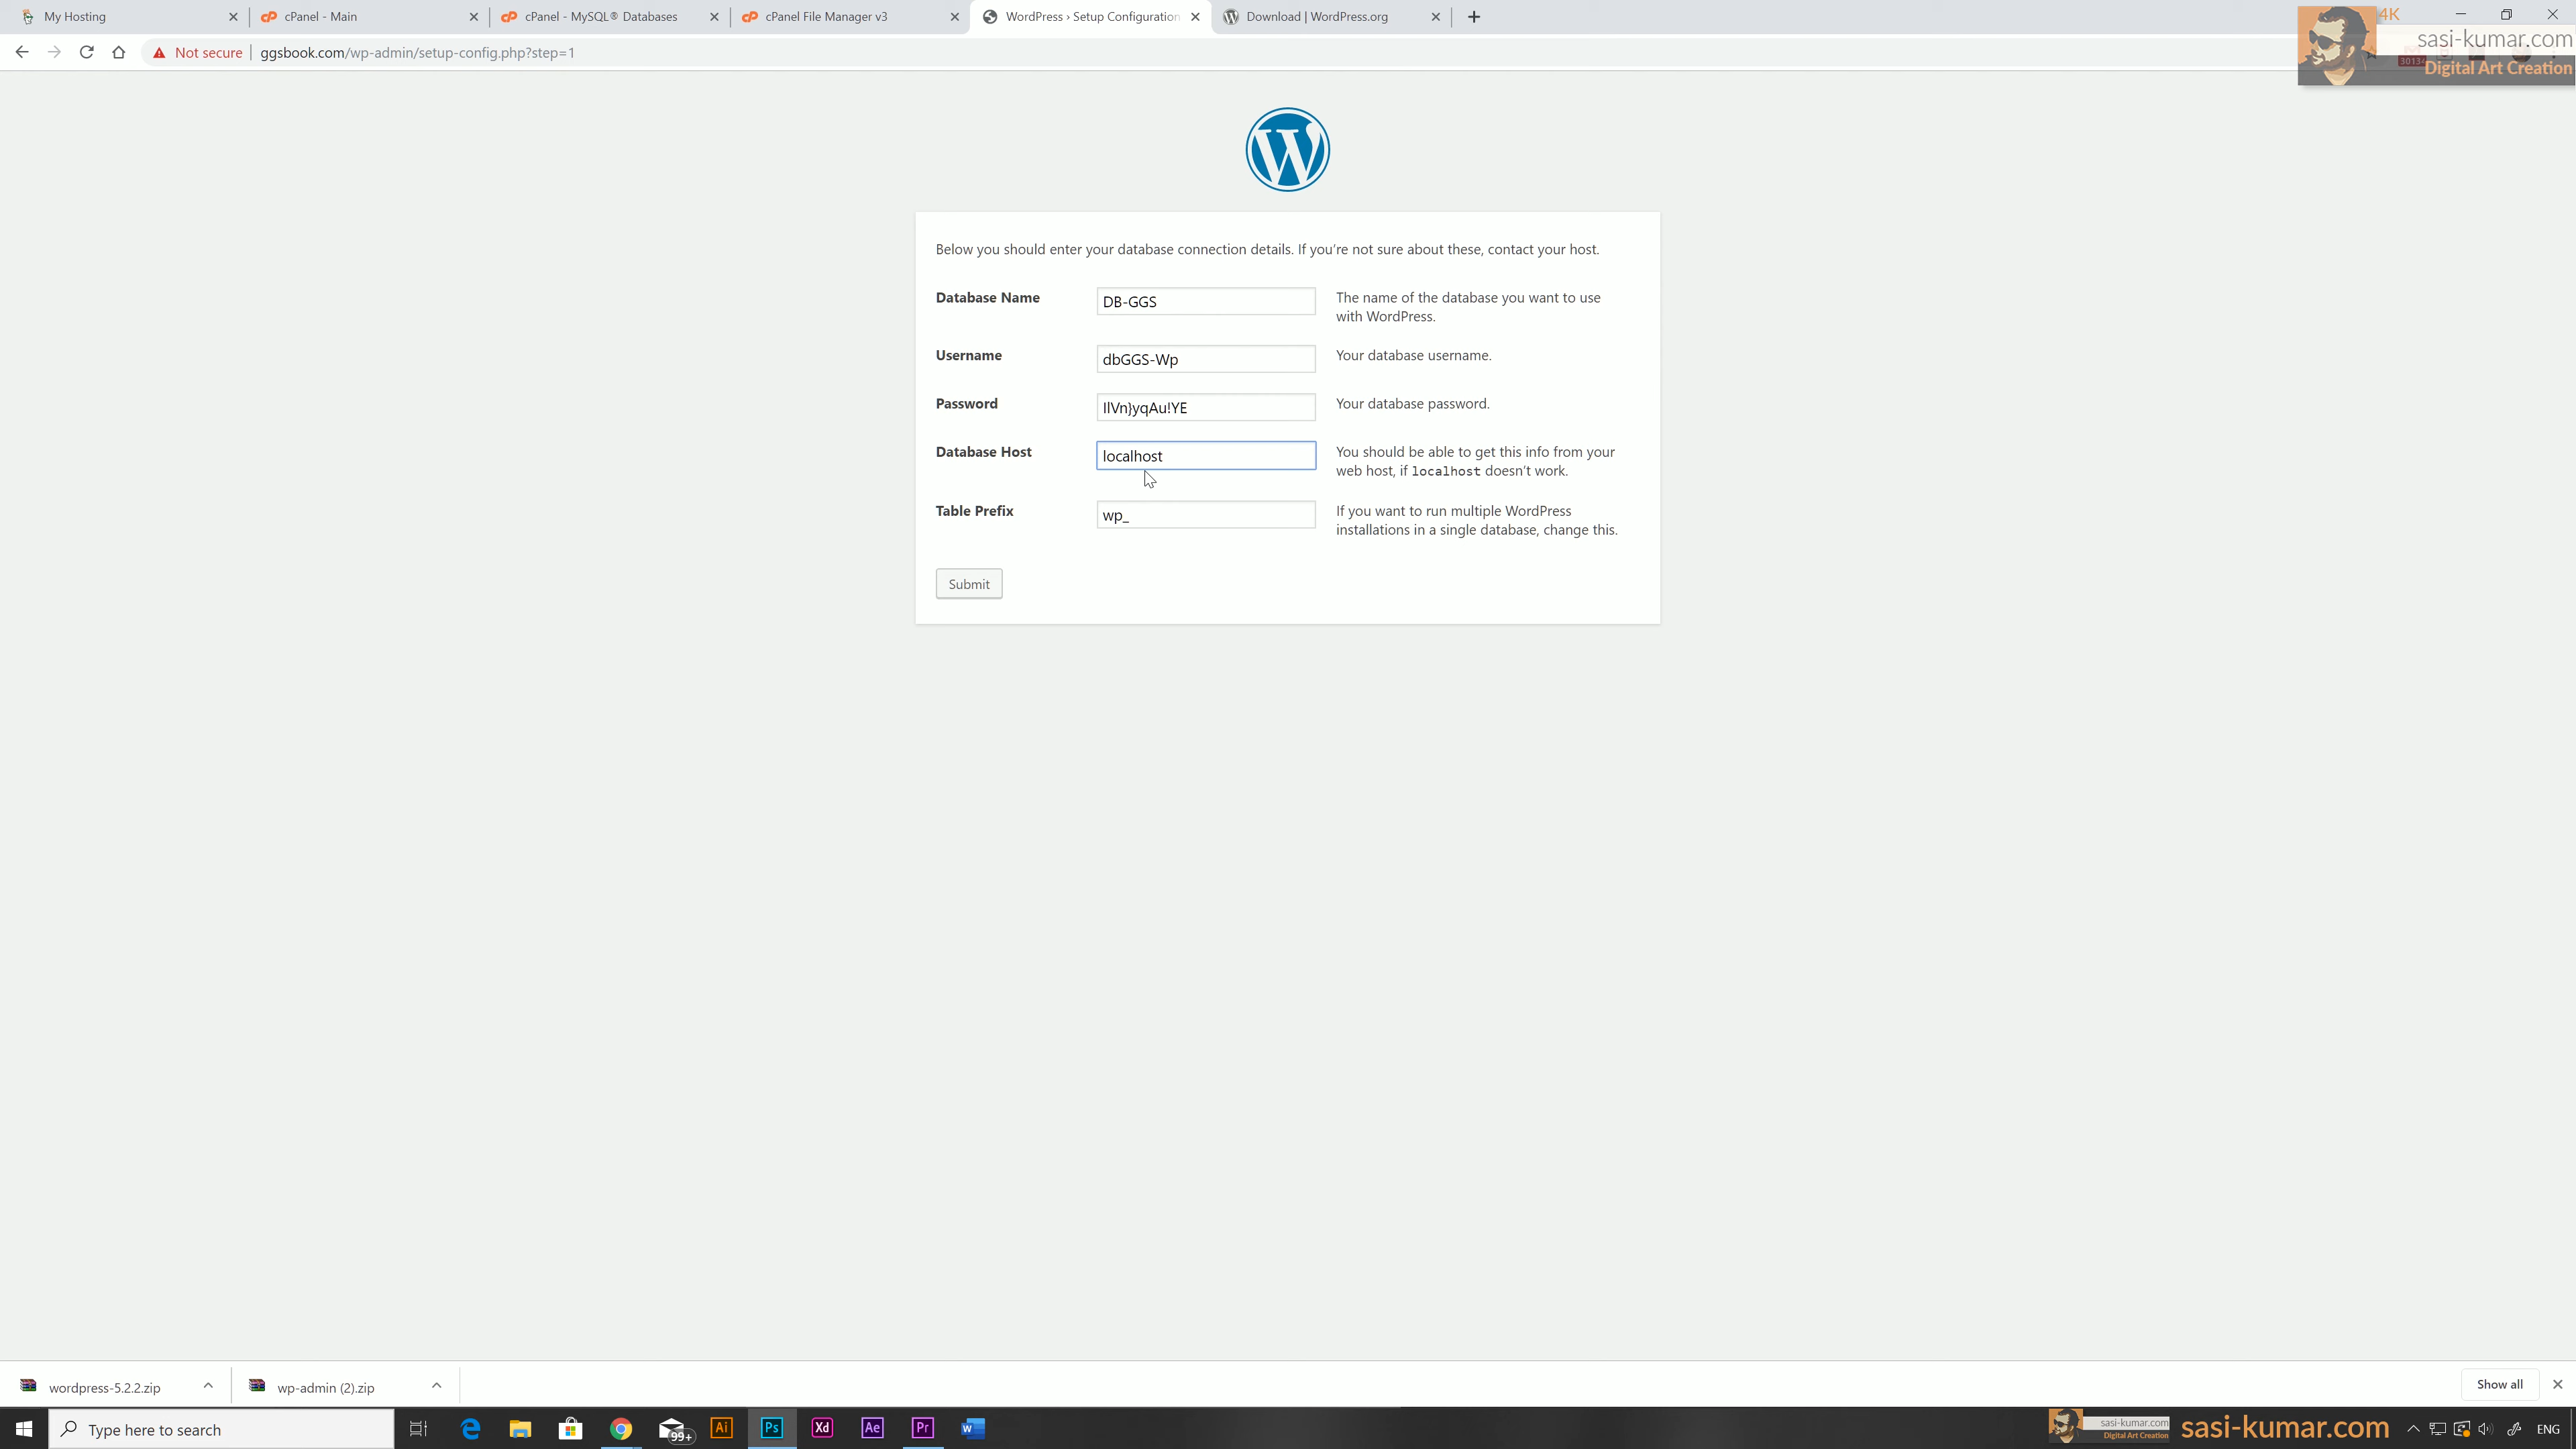 My Hosting
cPanel - Main
cPanel - MySQL® Databases
cPanel File Manager v3
WordPress › Setup Configuration
Download | WordPress.org
4K
sasi-kumar.com
Digital Art Creation
Not secure
ggsbook.com/wp-admin/setup-config.php?step=1
Below you should enter your database connection details. If you're not sure about these, contact your host.
Database Name
DB-GGS
The name of the database you want to use
with WordPress.
Username
dbGGS-Wp
Your database username.
Password
IlVn}yqAu!YE
Your database password.
Database Host
localhost
You should be able to get this info from your
web host, if localhost doesn't work.
Table Prefix
wp_
If you want to run multiple WordPress
installations in a single database, change this.
Submit
wordpress-5.2.2.zip
wp-admin (2).zip
Show all
Type here to search
99+
Ai
Ps
Xd
Ae
Pr
W
sasi-kumar.com
Digital Art Creation
sasi-kumar.com
ENG